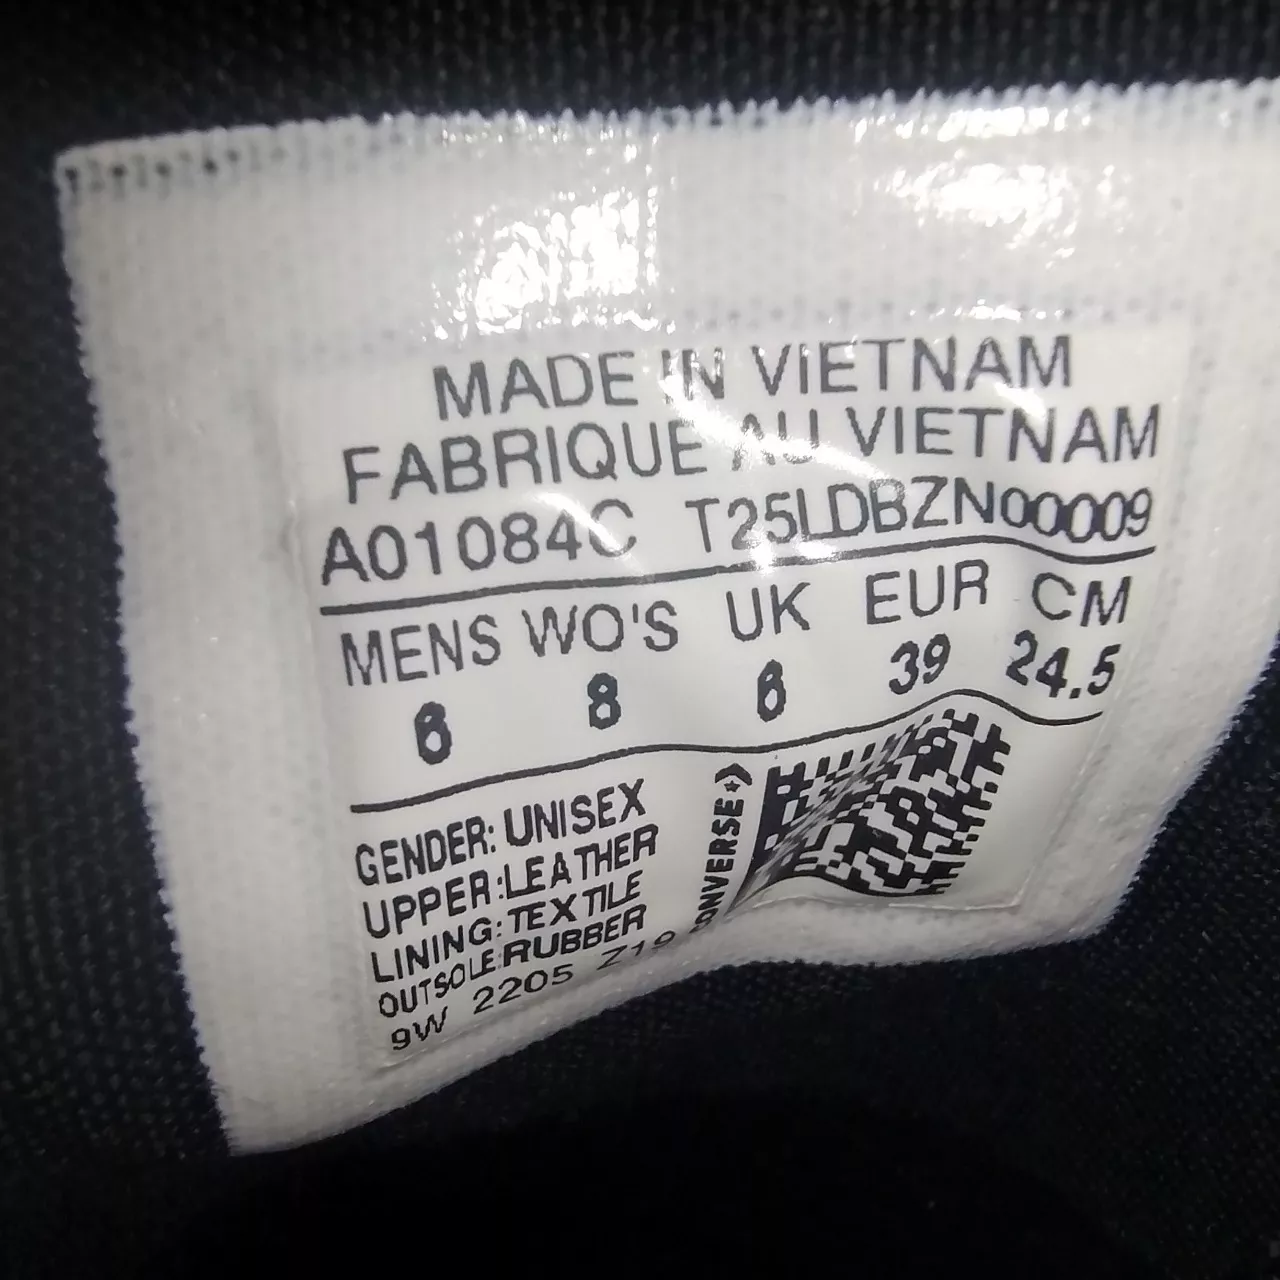 MADE IN VIETNAM
FABRIQUE AU VIETNAM
A01084C T25LDBZN00009
MENS WO'S UK EUR CM
6 8 6 39 24.5
GENDER: UNISEX
UPPER:LEATHER
LINING:TEXTILE
OUTSOLE:RUBBER
9W 2205 Z19
CONVERSE